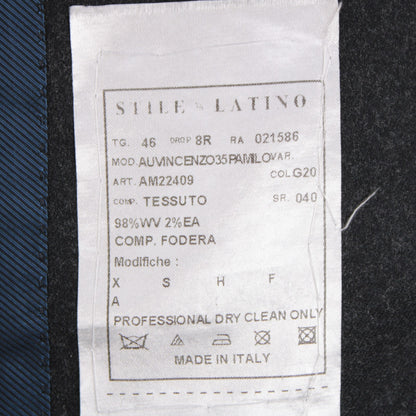 STILE LATINO
TG. 46 DROP 8R RA 021586
MOD. AUVINCENZO35PAMILO VAR.
COL G20
ART. AM22409
COMP. TESSUTO SR. 040
98%WV 2%EA
COMP. FODERA
Modifiche :
X S H F
A
PROFESSIONAL DRY CLEAN ONLY
MADE IN ITALY